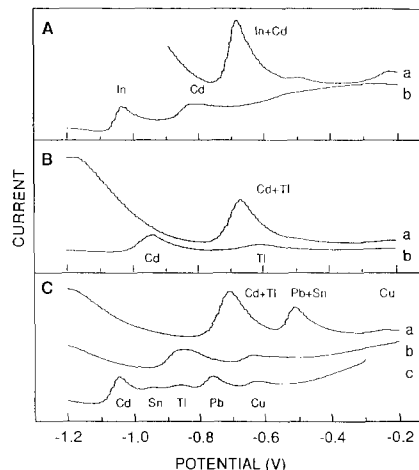 A
In+Cd
a
In
Cd
b
B
Cd+Tl
a
Cd
Tl
b
C
Cd+Tl
Pb+Sn
Cu
a
b
c
Cd
Sn
Tl
Pb
Cu
CURRENT
-1.2
-1.0
-0.8
-0.6
-0.4
-0.2
POTENTIAL (V)